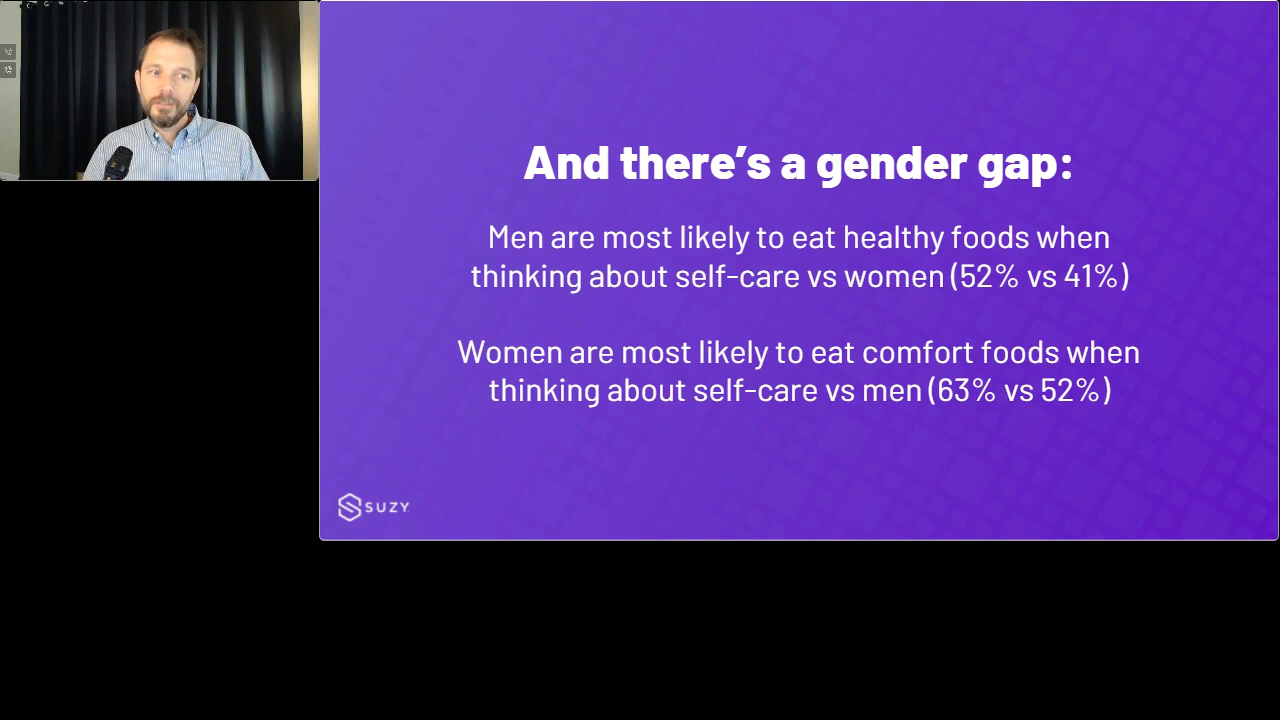 And there’s a gender gap:
Men are most likely to eat healthy foods when
thinking about self-care vs women (52% vs 41%)
Women are most likely to eat comfort foods when
thinking about self-care vs men (63% vs 52%)
SUZY